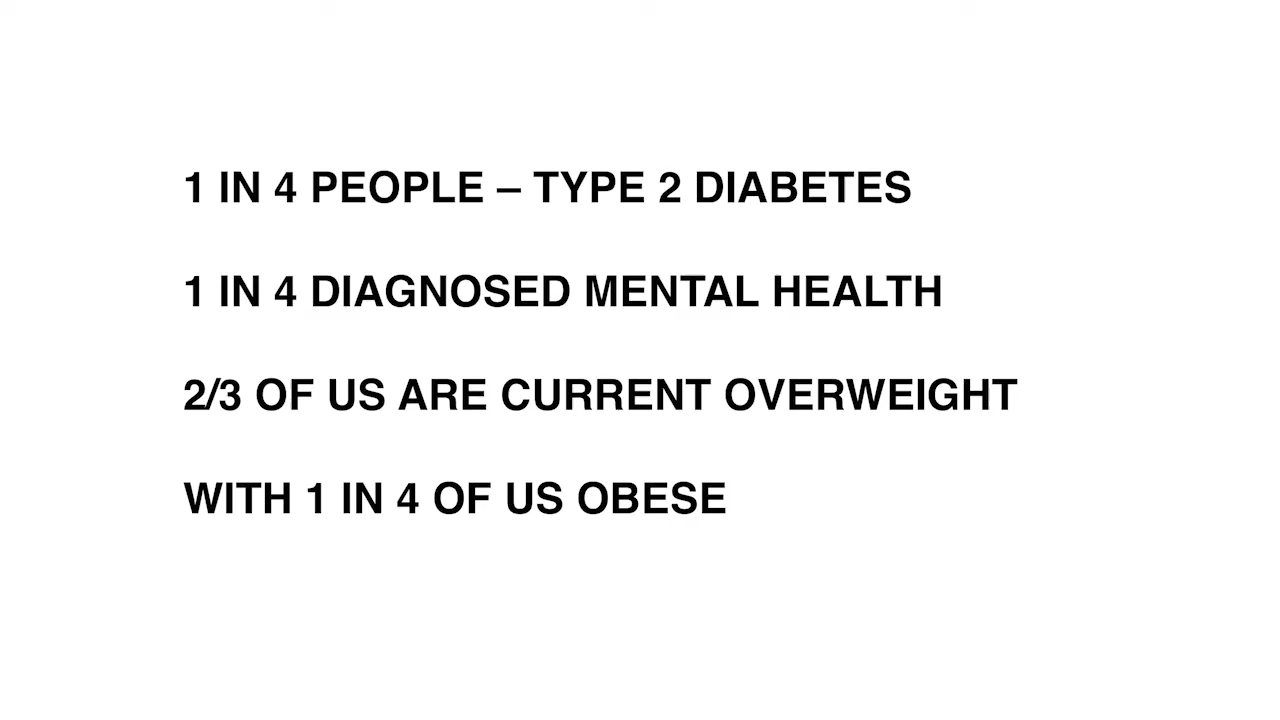 1 IN 4 PEOPLE – TYPE 2 DIABETES
1 IN 4 DIAGNOSED MENTAL HEALTH
2/3 OF US ARE CURRENT OVERWEIGHT
WITH 1 IN 4 OF US OBESE